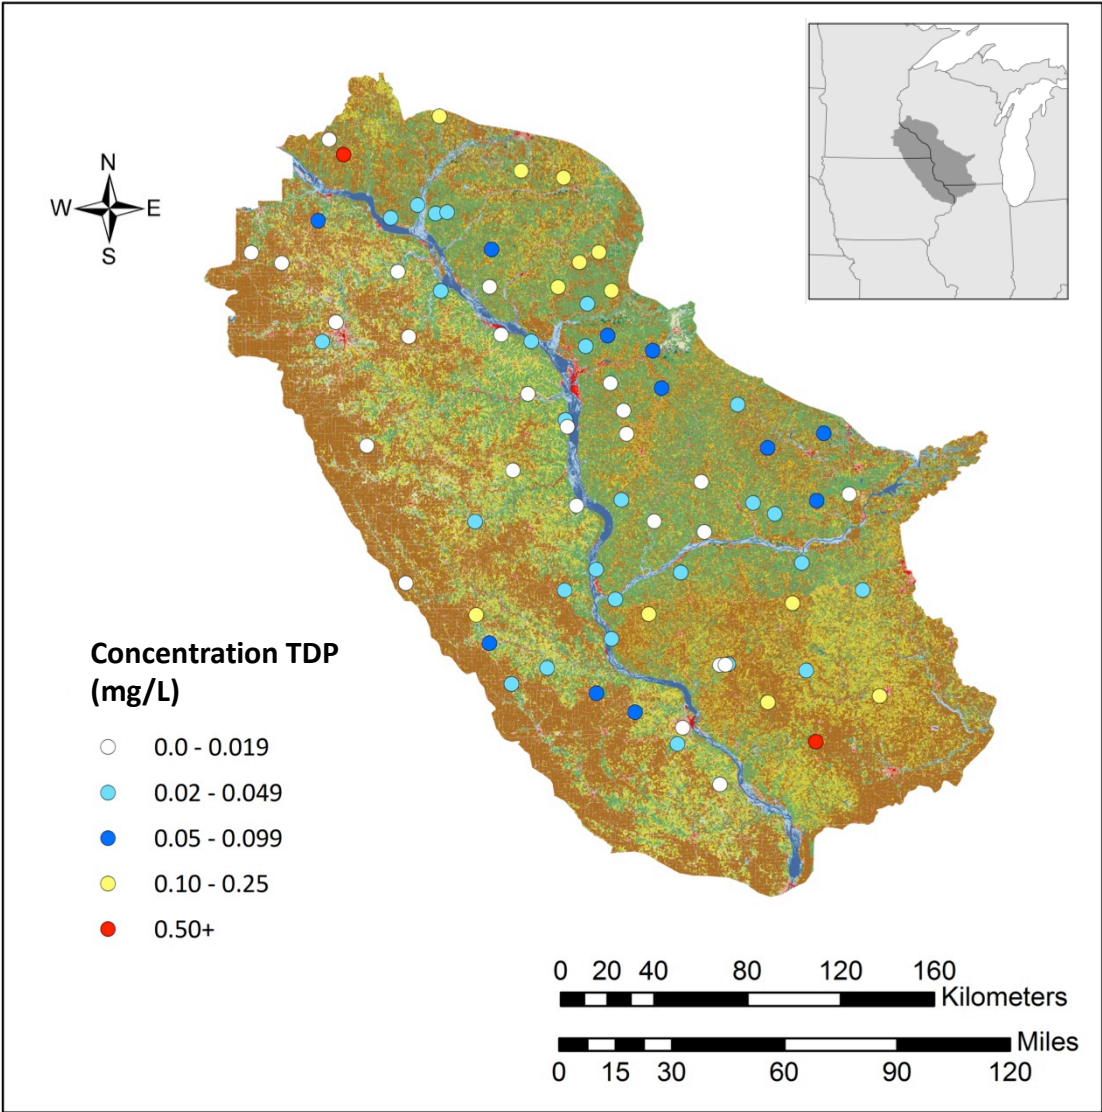 N
W E
S
Concentration TDP
(mg/L)
0.0 - 0.019
0.02 - 0.049
0.05 - 0.099
0.10 - 0.25
0.50+
0 20 40 80 120 160
Kilometers
Miles
0 15 30 60 90 120